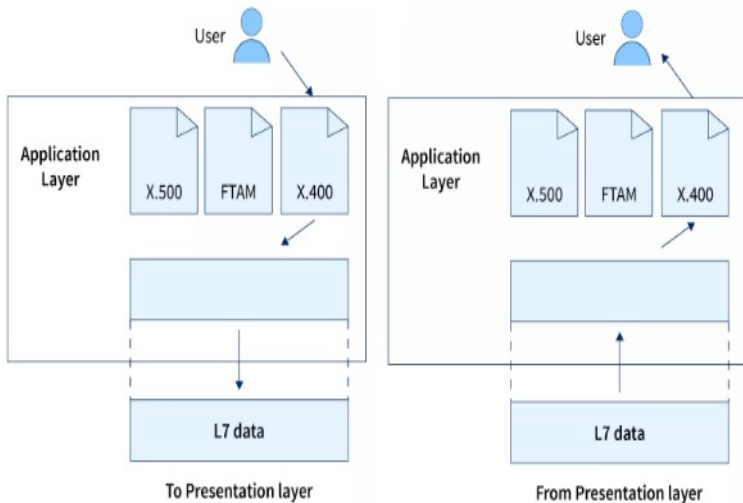 User
Application
Layer
X.500
FTAM
X.400
L7 data
To Presentation layer
User
Application
Layer
X.500
FTAM
X.400
L7 data
From Presentation layer